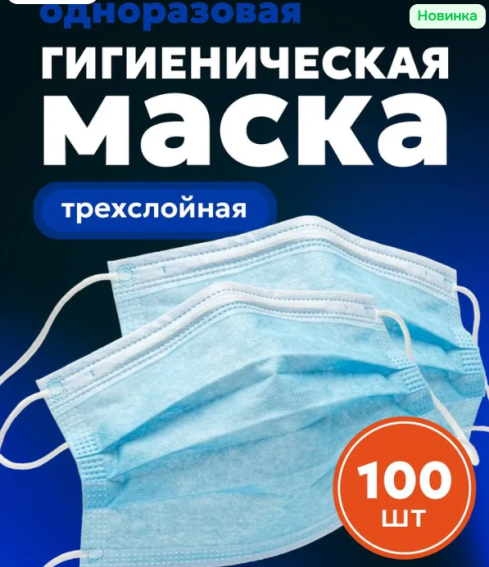 одноразовая
Новинка
ГИГИЕНИЧЕСКАЯ
маска
трехслойная
100
шт